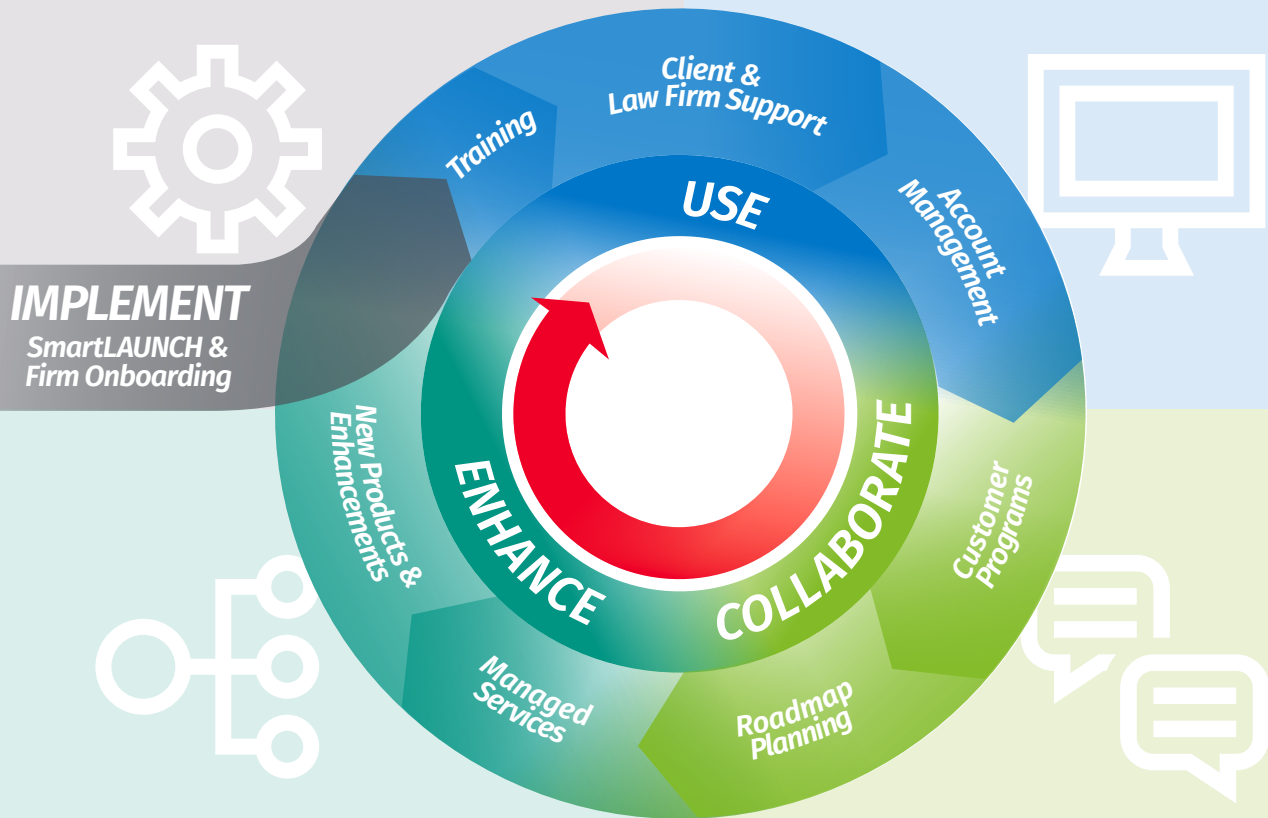 IMPLEMENT
SmartLAUNCH &
Firm Onboarding
Training
Client &
Law Firm Support
Account
Management
Customer
Programs
Roadmap
Planning
Managed
Services
New Products &
Enhancements
USE
COLLABORATE
ENHANCE